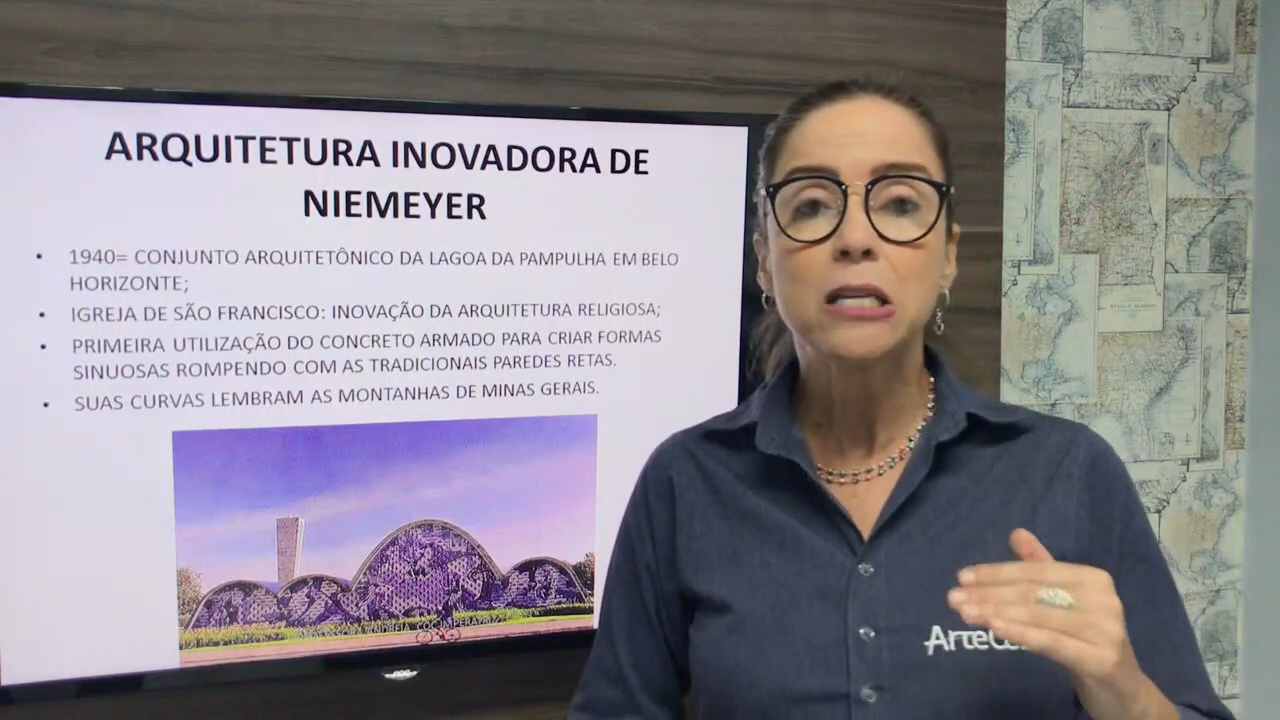 ARQUITETURA INOVADORA DE
NIEMEYER
• 1940= CONJUNTO ARQUITETÔNICO DA LAGOA DA PAMPULHA EM BELO
HORIZONTE;
• IGREJA DE SÃO FRANCISCO: INOVAÇÃO DA ARQUITETURA RELIGIOSA;
• PRIMEIRA UTILIZAÇÃO DO CONCRETO ARMADO PARA CRIAR FORMAS
SINUOSAS ROMPENDO COM AS TRADICIONAIS PAREDES RETAS.
• SUAS CURVAS LEMBRAM AS MONTANHAS DE MINAS GERAIS.